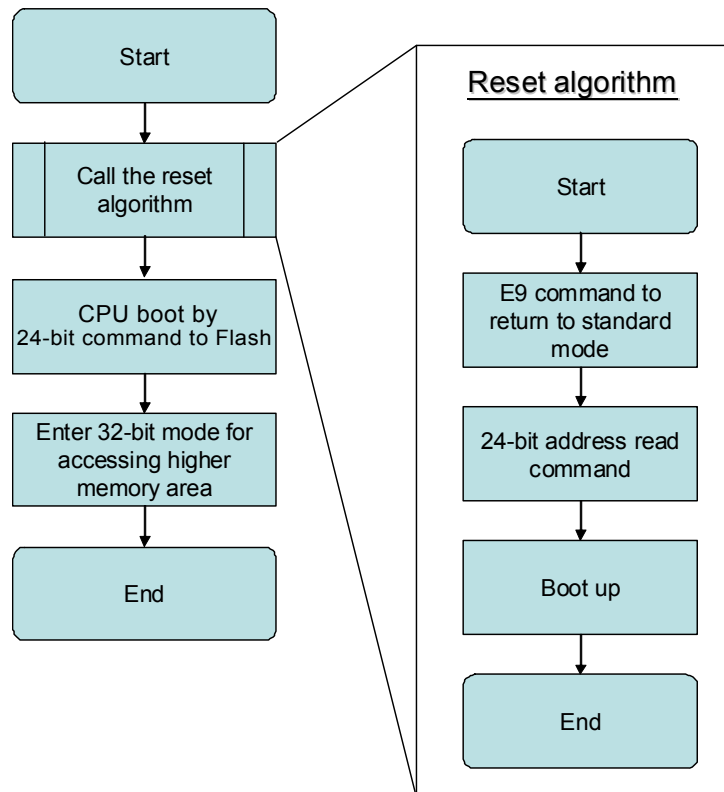 Start
Call the reset
algorithm
CPU boot by
24-bit command to Flash
Enter 32-bit mode for
accessing higher
memory area
End
Reset algorithm
Start
E9 command to
return to standard
mode
24-bit address read
command
Boot up
End